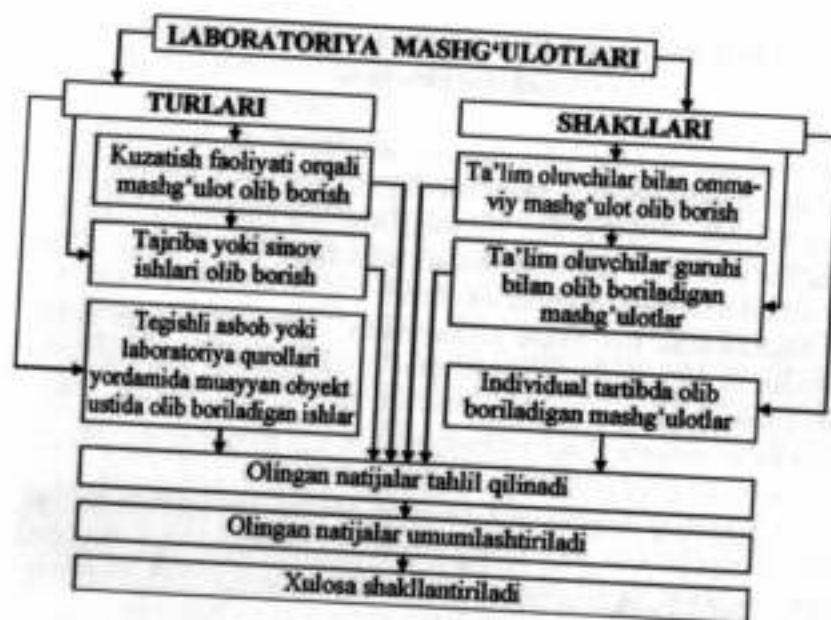 LABORATORIYA MASHG‘ULOTLARI
TURLARI
Kuzatish faoliyati orqali
mashg‘ulot olib borish
Tajriba yoki sinov
ishlari olib borish
Tegishli asbob yoki
laboratoriya qurollari
yordamida muayyan obyekt
ustida olib boriladigan ishlar
SHAKLLARI
Ta’lim oluvchilar bilan omma-
viy mashg‘ulot olib borish
Ta’lim oluvchilar guruhi
bilan olib boriladigan
mashg‘ulotlar
Individual tartibda olib
boriladigan mashg‘ulotlar
Olingan natijalar tahlil qilinadi
Olingan natijalar umumlashtiriladi
Xulosa shakllantiriladi